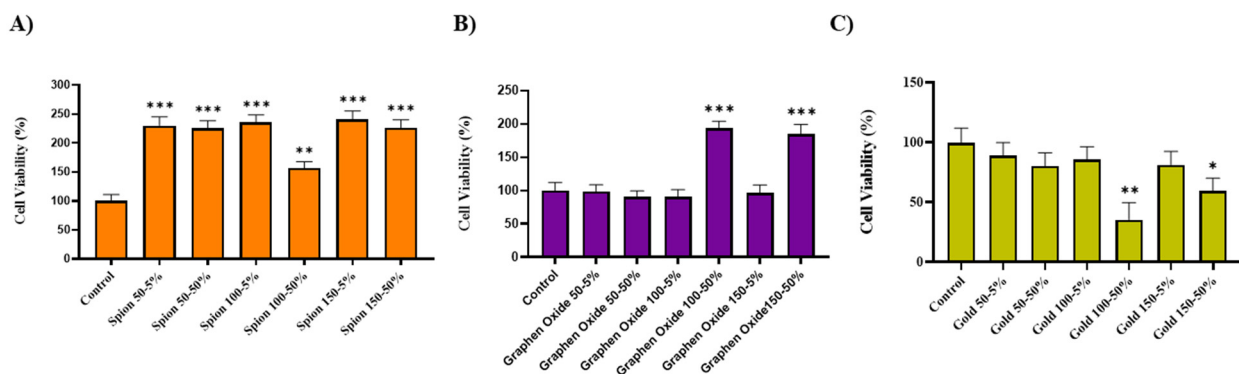 A)
Cell Viability (%)
300
250
200
150
100
50
0
***
***
***
**
***
***
Control
Spion 50-5%
Spion 50-50%
Spion 100-5%
Spion 100-50%
Spion 150-5%
Spion 150-50%
B)
Cell Viability (%)
250
200
150
100
50
0
***
***
Control
Graphen Oxide 50-5%
Graphen Oxide 50-50%
Graphen Oxide 100-5%
Graphen Oxide 100-50%
Graphen Oxide 150-5%
Graphen Oxide150-50%
C)
Cell Viability (%)
150
100
50
0
**
*
Control
Gold 50-5%
Gold 50-50%
Gold 100-5%
Gold 100-50%
Gold 150-5%
Gold 150-50%